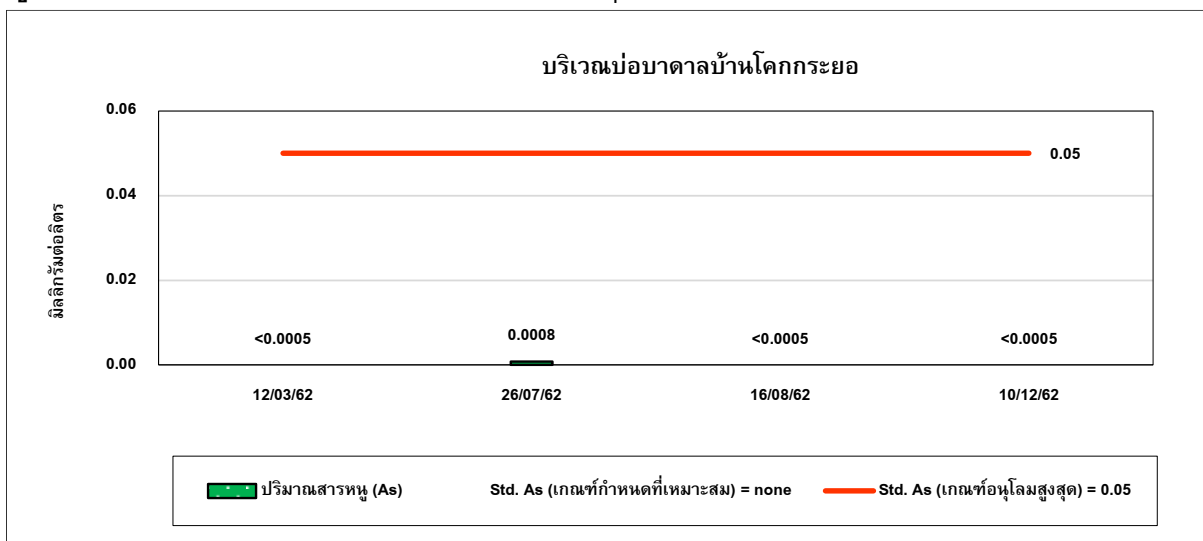 บริเวณบ่อบาดาลบ้านโคกกระยอ
มิลลิกรัมต่อลิตร
0.06
0.04
0.02
0.00
0.05
<0.0005
0.0008
<0.0005
<0.0005
12/03/62
26/07/62
16/08/62
10/12/62
ปริมาณสารหนู (As)
Std. As (เกณฑ์กำหนดที่เหมาะสม) = none
Std. As (เกณฑ์อนุโลมสูงสุด) = 0.05